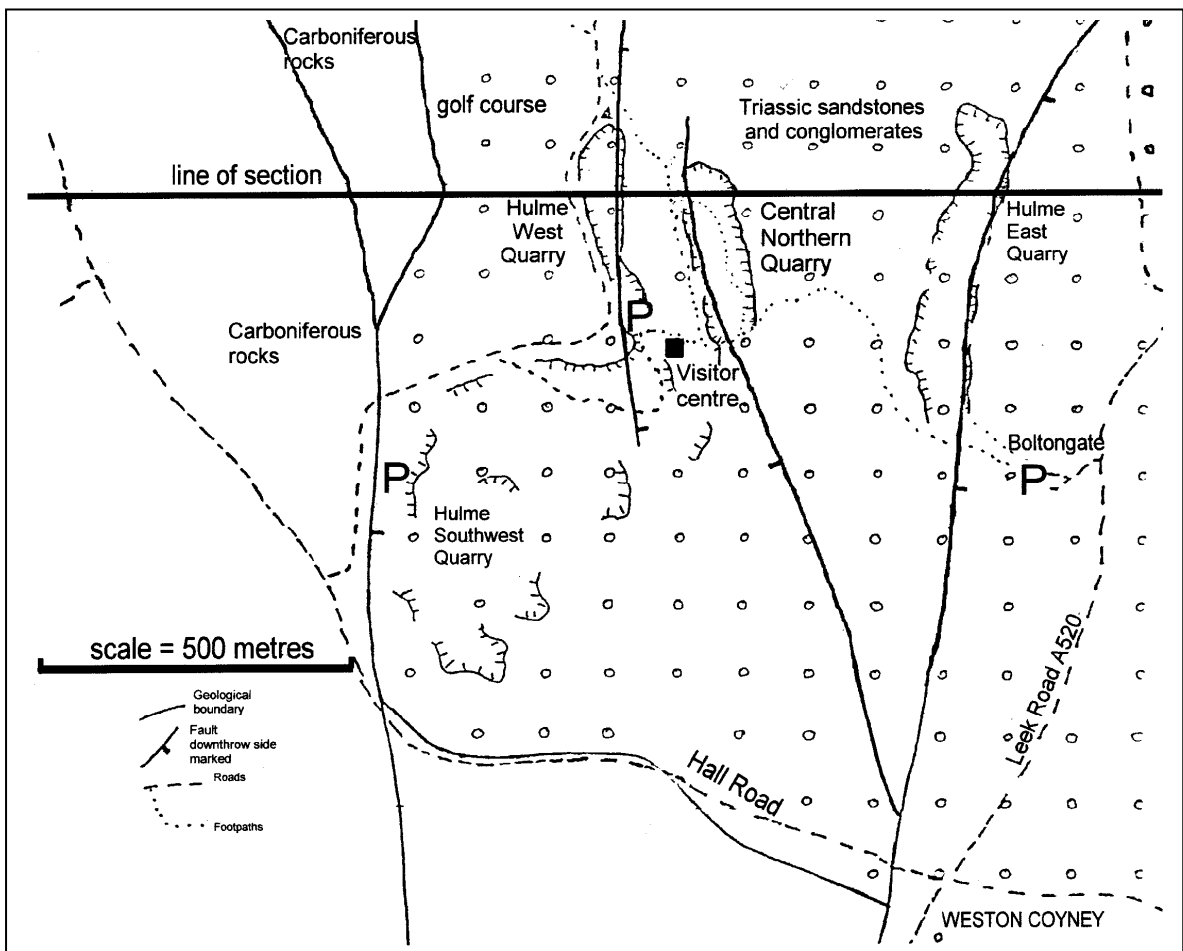 Carboniferous
rocks
golf course
Triassic sandstones
and conglomerates
line of section
Hulme
West
Quarry
Central
Northern
Quarry
Hulme
East
Quarry
P
Carboniferous
rocks
Visitor
centre
Boltongate
P
P
Hulme
Southwest
Quarry
scale = 500 metres
Leek Road A520
Geological
boundary
Fault
downthrow side
marked
Roads
Footpaths
Hall Road
WESTON COYNEY